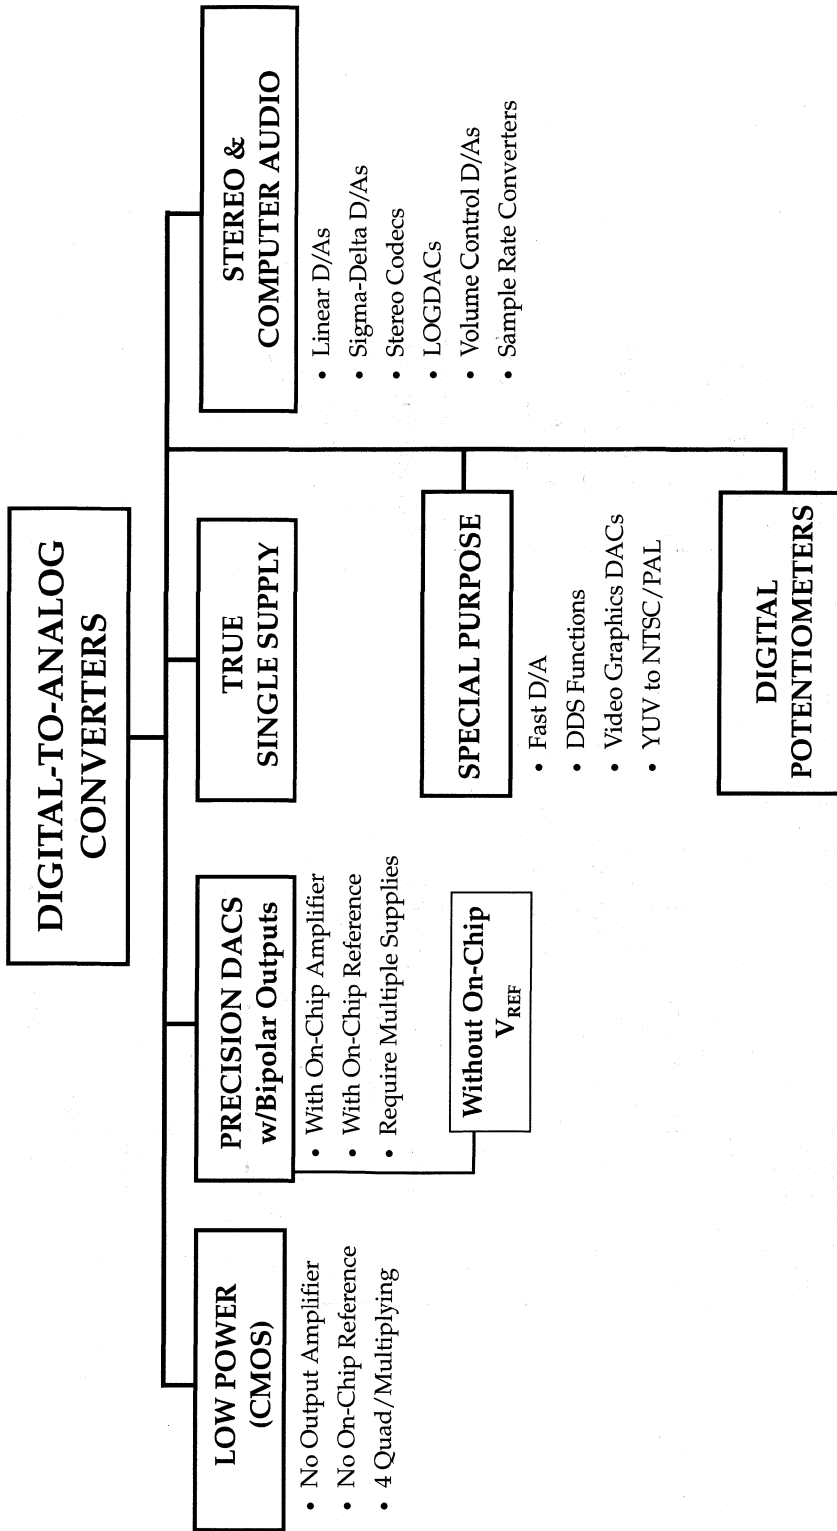 DIGITAL-TO-ANALOG
CONVERTERS
LOW POWER
(CMOS)
• No Output Amplifier
• No On-Chip Reference
• 4 Quad/Multiplying
PRECISION DACS
w/Bipolar Outputs
• With On-Chip Amplifier
• With On-Chip Reference
• Require Multiple Supplies
Without On-Chip
VREF
TRUE
SINGLE SUPPLY
SPECIAL PURPOSE
• Fast D/A
• DDS Functions
• Video Graphics DACs
• YUV to NTSC/PAL
DIGITAL
POTENTIOMETERS
STEREO &
COMPUTER AUDIO
• Linear D/As
• Sigma-Delta D/As
• Stereo Codecs
• LOGDACs
• Volume Control D/As
• Sample Rate Converters